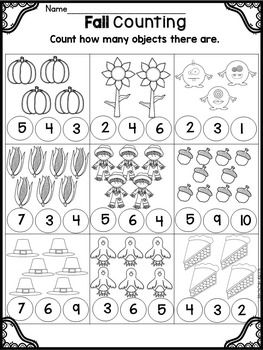 Name
Fall Counting
Count how many objects there are.
5 4 3 2 4 6 3 2 1
7 3 4 4 5 6 5 9 10
7 6 9 3 6 7 4 3 2